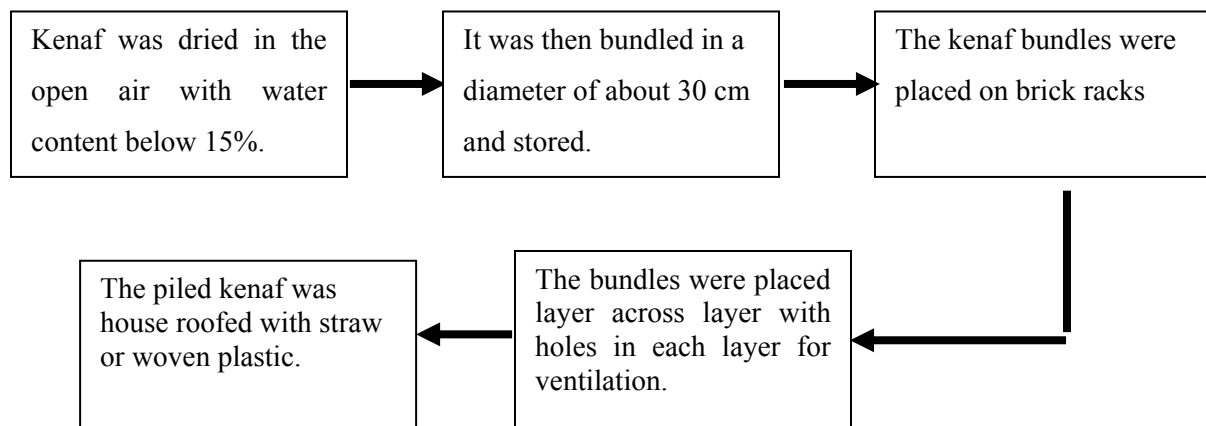 Kenaf was dried in the
open air with water
content below 15%.
It was then bundled in a
diameter of about 30 cm
and stored.
The kenaf bundles were
placed on brick racks
The bundles were placed
layer across layer with
holes in each layer for
ventilation.
The piled kenaf was
house roofed with straw
or woven plastic.